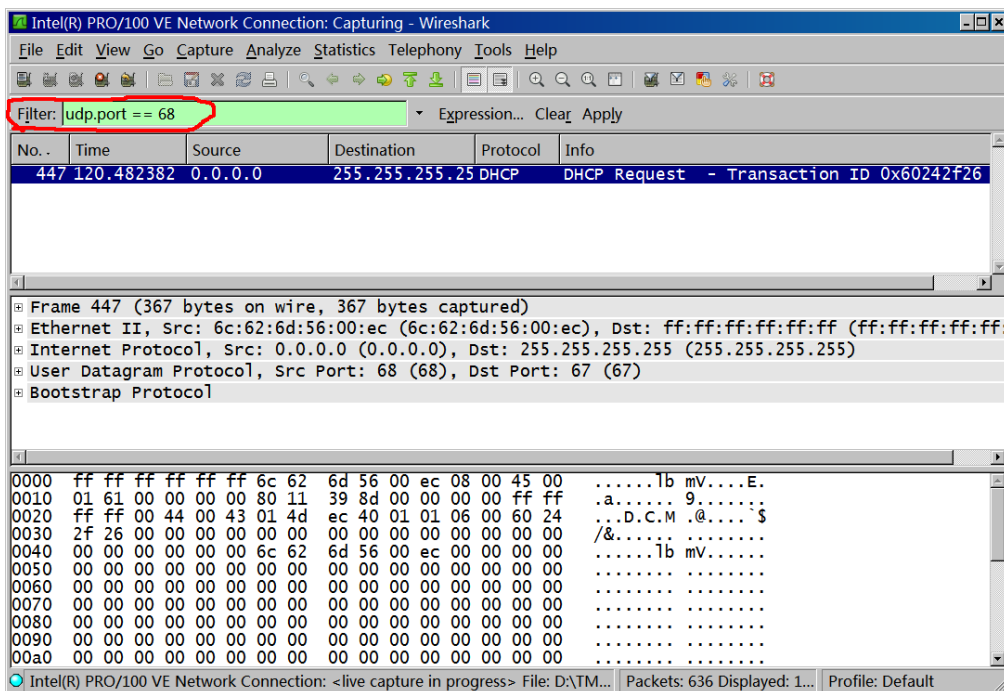 Intel(R) PRO/100 VE Network Connection: Capturing - Wireshark
File Edit View Go Capture Analyze Statistics Telephony Tools Help
Filter: udp.port == 68 Expression... Clear Apply
No. . Time Source Destination Protocol Info
447 120.482382 0.0.0.0 255.255.255.25 DHCP DHCP Request - Transaction ID 0x60242f26
Frame 447 (367 bytes on wire, 367 bytes captured)
Ethernet II, Src: 6c:62:6d:56:00:ec (6c:62:6d:56:00:ec), Dst: ff:ff:ff:ff:ff:ff (ff:ff:ff:ff:ff:
Internet Protocol, Src: 0.0.0.0 (0.0.0.0), Dst: 255.255.255.255 (255.255.255.255)
User Datagram Protocol, Src Port: 68 (68), Dst Port: 67 (67)
Bootstrap Protocol
0000 ff ff ff ff ff ff 6c 62 6d 56 00 ec 08 00 45 00 ......lb mV....E.
0010 01 61 00 00 00 00 80 11 39 8d 00 00 00 00 ff ff .a...... 9.......
0020 ff ff 00 44 00 43 01 4d ec 40 01 01 06 00 60 24 ...D.C.M .@....`$
0030 2f 26 00 00 00 00 00 00 00 00 00 00 00 00 00 00 /&...... ........
0040 00 00 00 00 00 00 6c 62 6d 56 00 ec 00 00 00 00 ......lb mV......
0050 00 00 00 00 00 00 00 00 00 00 00 00 00 00 00 00 ........ ........
0060 00 00 00 00 00 00 00 00 00 00 00 00 00 00 00 00 ........ ........
0070 00 00 00 00 00 00 00 00 00 00 00 00 00 00 00 00 ........ ........
0080 00 00 00 00 00 00 00 00 00 00 00 00 00 00 00 00 ........ ........
0090 00 00 00 00 00 00 00 00 00 00 00 00 00 00 00 00 ........ ........
00a0 00 00 00 00 00 00 00 00 00 00 00 00 00 00 00 00 ........ ........
Intel(R) PRO/100 VE Network Connection: <live capture in progress> File: D:\TM... Packets: 636 Displayed: 1... Profile: Default